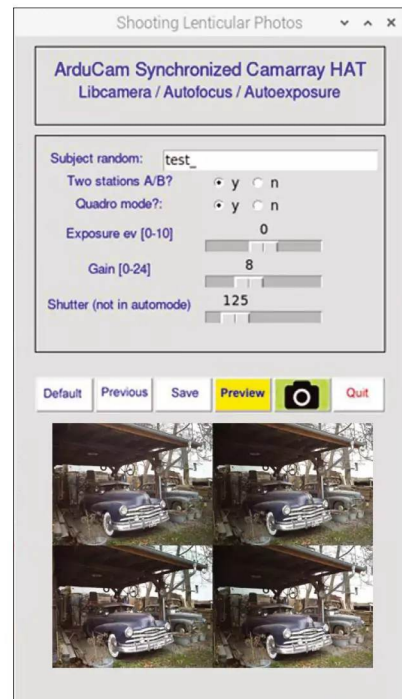 Shooting Lenticular Photos
ArduCam Synchronized Camarray HAT
Libcamera / Autofocus / Autoexposure
Subject random: test_
Two stations A/B? y n
Quadro mode?: y n
Exposure ev [0-10] 0
Gain [0-24] 8
Shutter (not in automode) 125
Default Previous Save Preview Quit